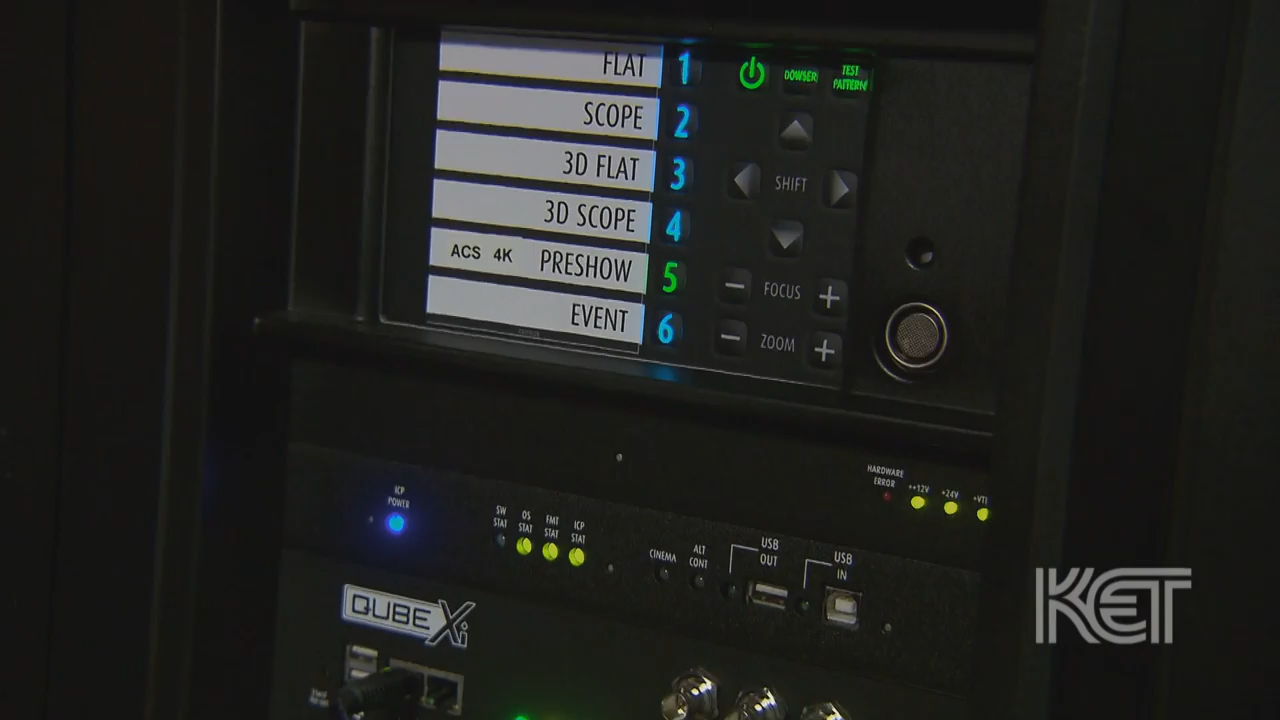 FLAT 1
SCOPE 2
3D FLAT 3
3D SCOPE 4
ACS 4K PRESHOW 5
EVENT 6
DOWSER
TEST
PATTERN
SHIFT
− FOCUS +
− ZOOM +
HARDWARE
ERROR
+24V
ICP
POWER
SW
STAT
OS
STAT
FMT
STAT
ICP
STAT
CINEMA
ALT
CONT
USB
OUT
USB
IN
QUBE Xi
KET